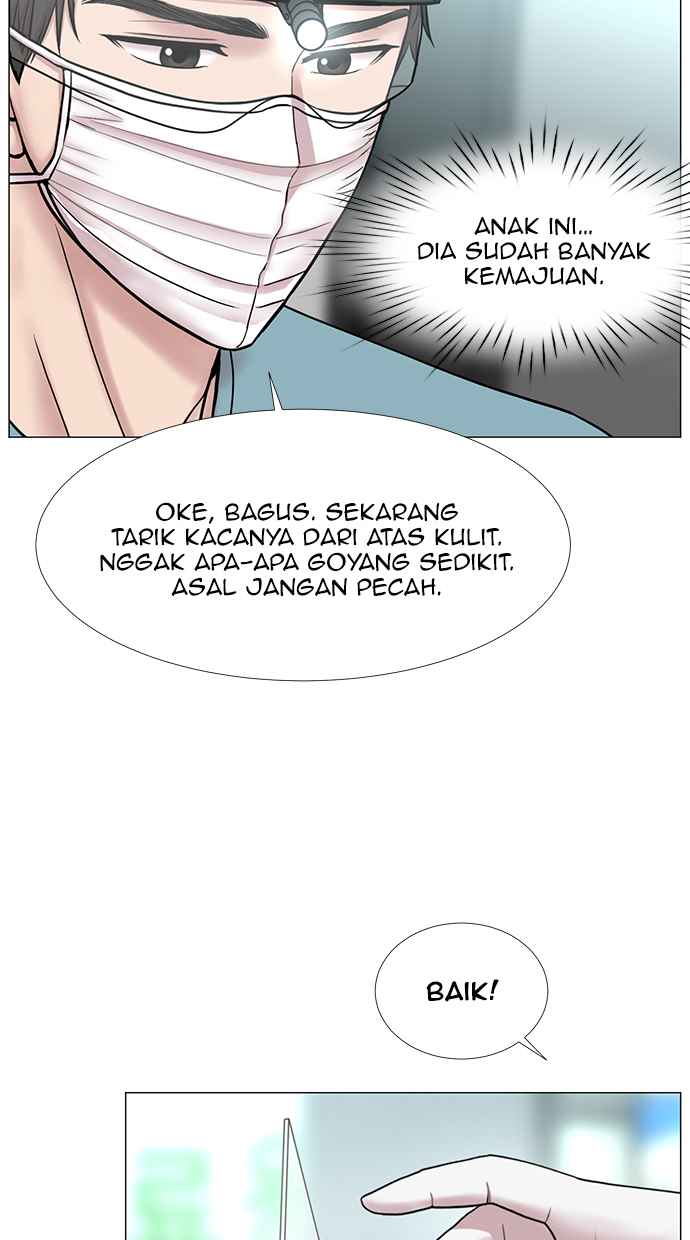 ANAK INI...
DIA SUDAH BANYAK
KEMAJUAN.
OKE, BAGUS. SEKARANG
TARIK KACANYA DARI ATAS KULIT.
NGGAK APA-APA GOYANG SEDIKIT.
ASAL JANGAN PECAH.
BAIK!